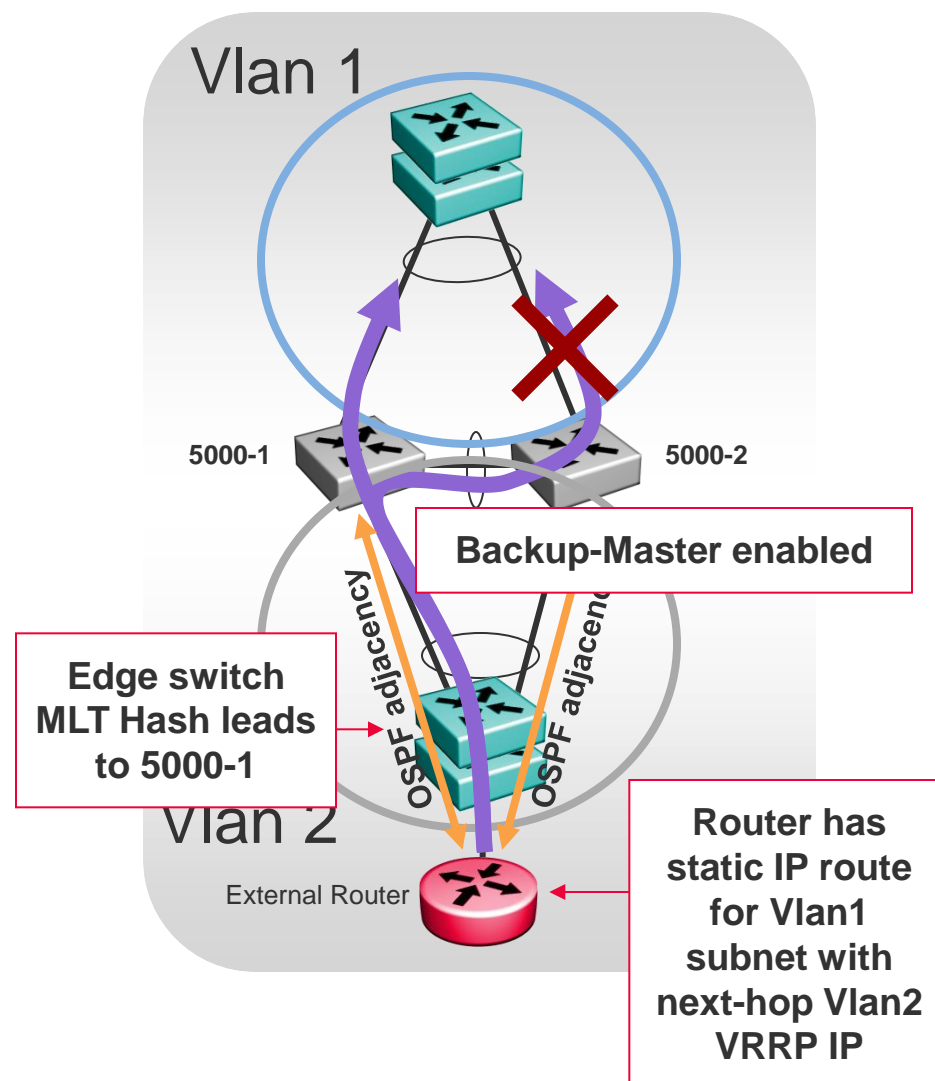 Vlan 1
5000-1
5000-2
Backup-Master enabled
OSPF adjacency
OSPF
Edge switch
MLT Hash leads
to 5000-1
Vlan 2
External Router
Router has
static IP route
for Vlan1
subnet with
next-hop Vlan2
VRRP IP